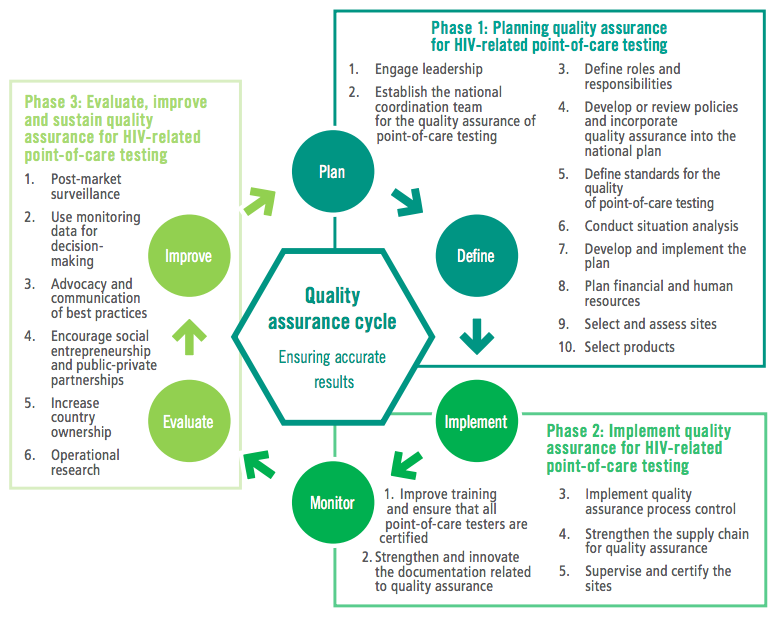 Phase 1: Planning quality assurance
for HIV-related point-of-care testing
1. Engage leadership
2. Establish the national
coordination team
for the quality assurance of
point-of-care testing
3. Define roles and
responsibilities
4. Develop or review policies
and incorporate
quality assurance into the
national plan
5. Define standards for the
quality
of point-of-care testing
6. Conduct situation analysis
7. Develop and implement the
plan
8. Plan financial and human
resources
9. Select and assess sites
10. Select products
Phase 3: Evaluate, improve
and sustain quality
assurance for HIV-related
point-of-care testing
1. Post-market
surveillance
2. Use monitoring
data for
decision-
making
3. Advocacy and
communication
of best practices
4. Encourage social
entrepreneurship
and public-private
partnerships
5. Increase
country
ownership
6. Operational
research
Plan
Define
Implement
Monitor
Evaluate
Improve
Quality
assurance cycle
Ensuring accurate
results
Phase 2: Implement quality
assurance for HIV-related
point-of-care testing
1. Improve training
and ensure that all
point-of-care testers are
certified
2. Strengthen and innovate
the documentation related
to quality assurance
3. Implement quality
assurance process control
4. Strengthen the supply chain
for quality assurance
5. Supervise and certify the
sites